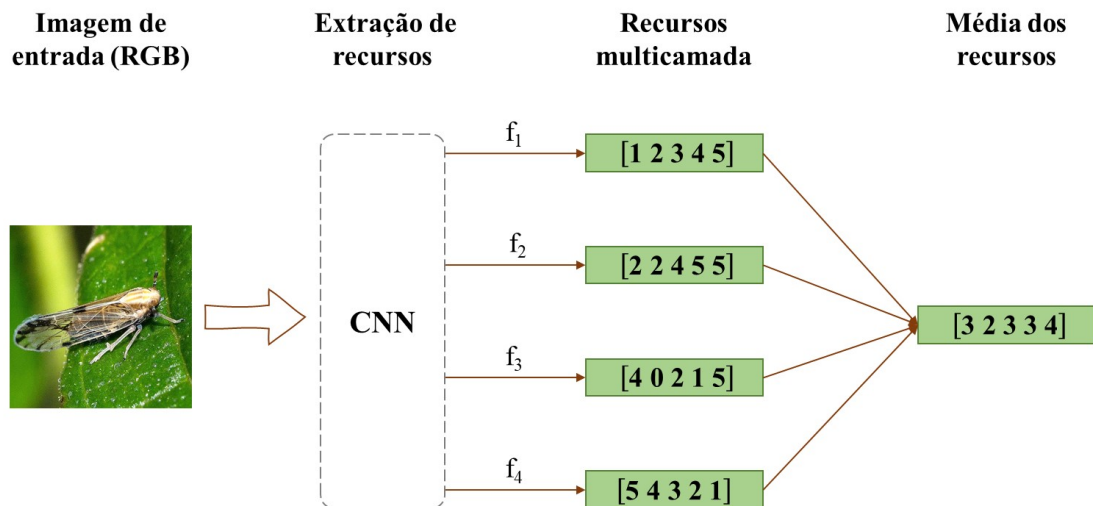 Imagem de
entrada (RGB)
Extração de
recursos
Recursos
multicamada
Média dos
recursos
f1
[1 2 3 4 5]
f2
[2 2 4 5 5]
CNN
[3 2 3 3 4]
f3
[4 0 2 1 5]
f4
[5 4 3 2 1]